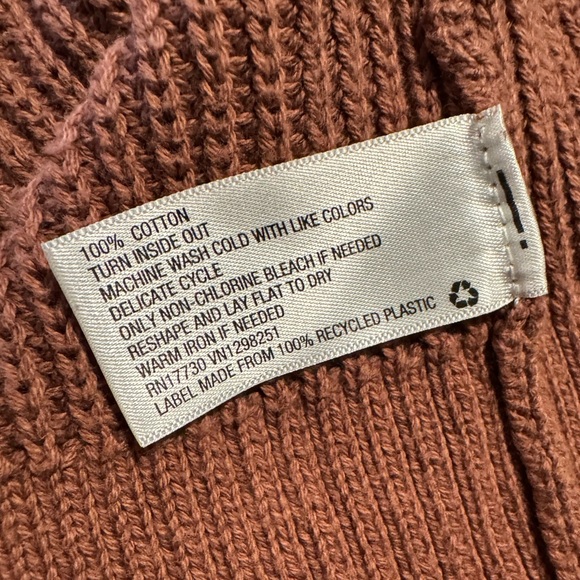 100% COTTON
TURN INSIDE OUT
MACHINE WASH COLD WITH LIKE COLORS
DELICATE CYCLE
ONLY NON-CHLORINE BLEACH IF NEEDED
RESHAPE AND LAY FLAT TO DRY
WARM IRON IF NEEDED
RN17730 VN1298251
LABEL MADE FROM 100% RECYCLED PLASTIC